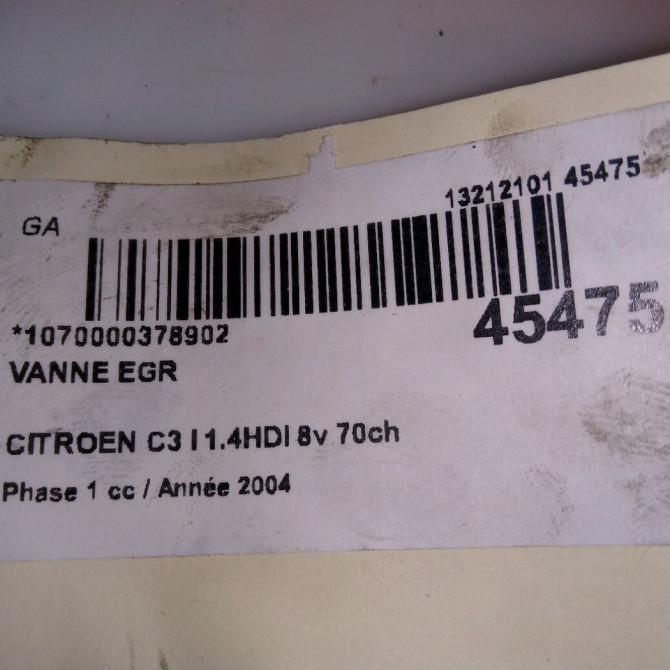 13212101 45475
GA
45475
*1070000378902
VANNE EGR
CITROEN C3 I 1.4HDI 8v 70ch
Phase 1 cc / Année 2004